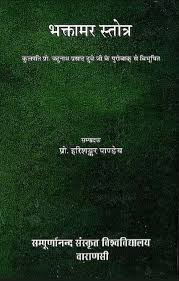 भक्तामर स्तोत्र
कुलपति प्रो. यदुनाथ प्रसाद दुबे जी के पुरोवाक् से विभूषित
सम्पादक
प्रो. हरिशङ्कर पाण्डेय
सम्पूर्णानन्द संस्कृत विश्वविद्यालय
वाराणसी